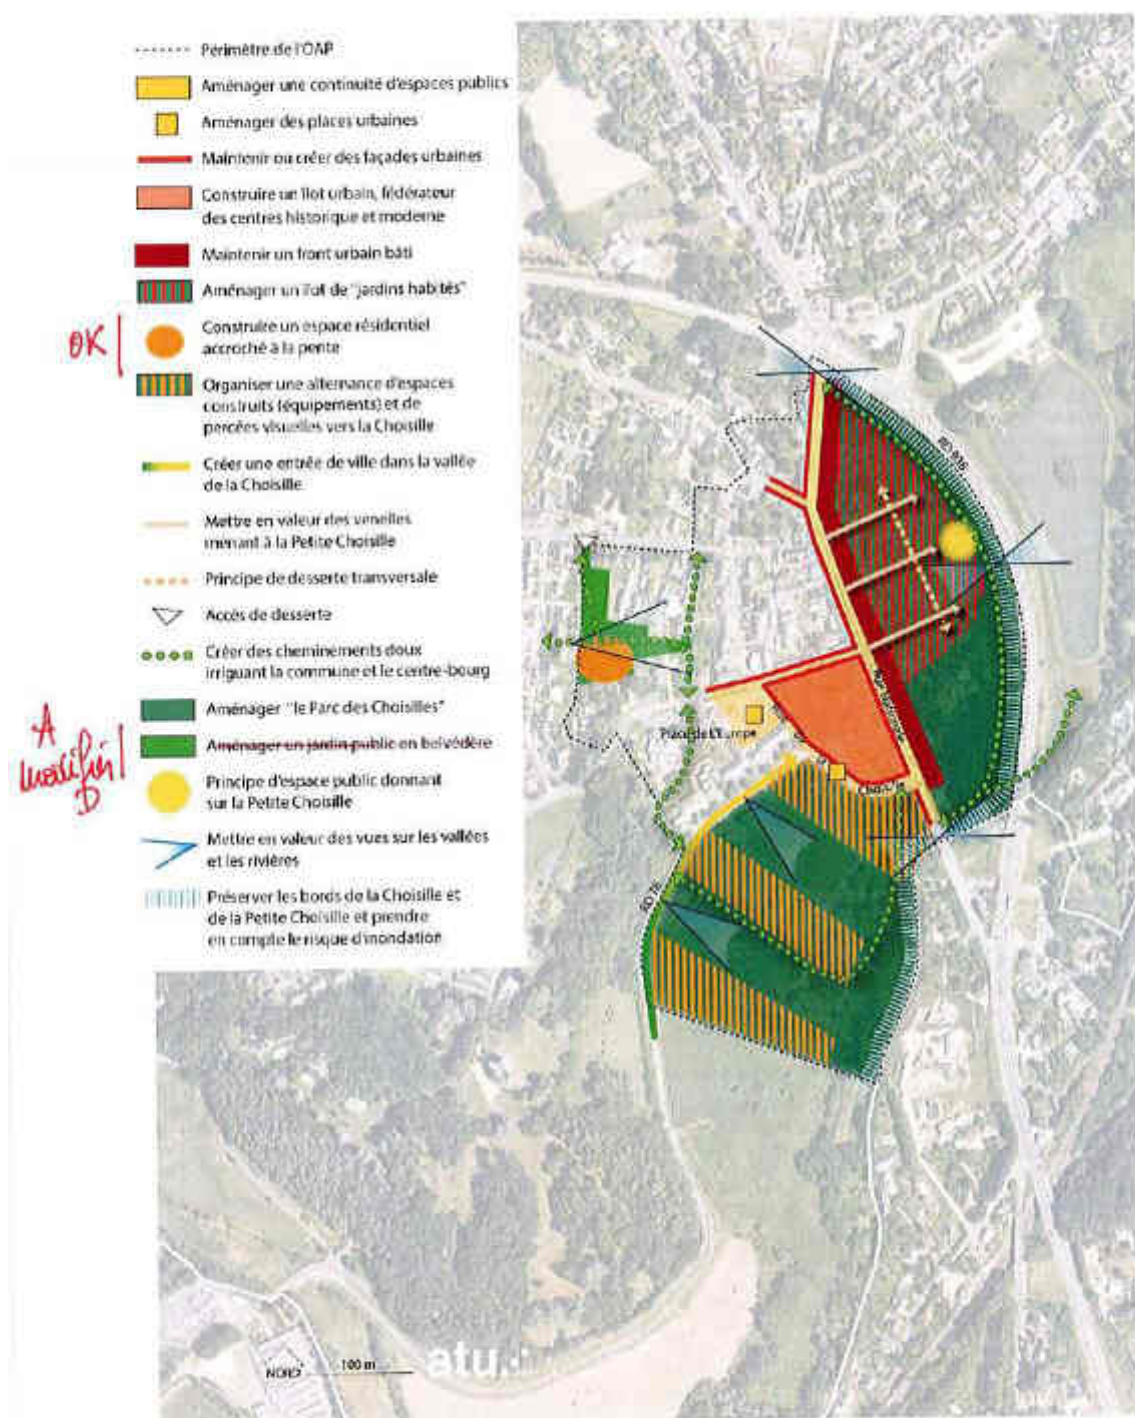 Périmètre de l'OAP
Aménager une continuité d'espaces publics
Aménager des places urbaines
Maintenir ou créer des façades urbaines
Construire un îlot urbain, fédérateur
des centres historique et moderne
Maintenir un front urbain bâti
Aménager un îlot de "jardins habités"
OK
Construire un espace résidentiel
accroché à la pente
Organiser une alternance d'espaces
construits (équipements) et de
percées visuelles vers la Choisille
Créer une entrée de ville dans la vallée
de la Choisille
Mettre en valeur des venelles
menant à la Petite Choisille
Principe de desserte transversale
Accès de desserte
Créer des cheminements doux
irriguant la commune et le centre-bourg
Aménager "le Parc des Choisilles"
A
Aménager un jardin public en belvédère
Principe d'espace public donnant
sur la Petite Choisille
Mettre en valeur des vues sur les vallées
et les rivières
Préserver les bords de la Choisille et
de la Petite Choisille et prendre
en compte le risque d'inondation
RD 938
Rue Nationale
Place de L'Europe
Choisille
RD 76
NORD
100 m
atu